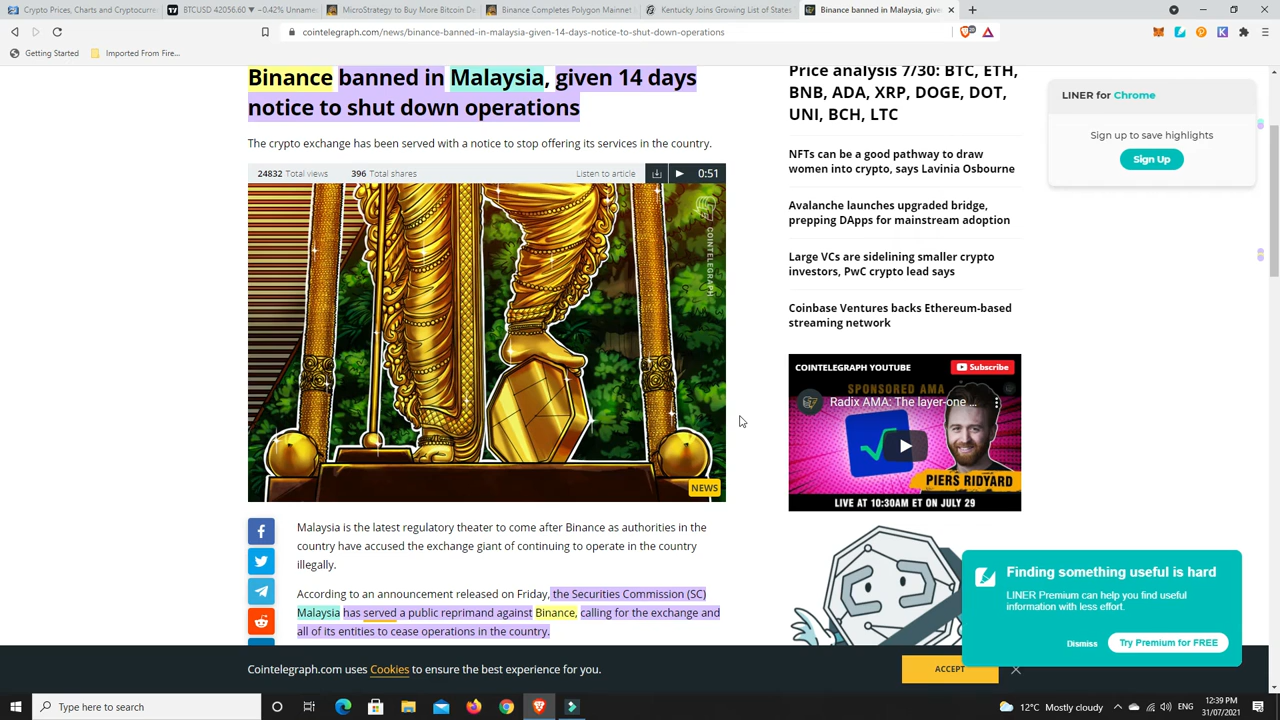 Crypto Prices, Charts and Cryptocurr
BTCUSD 42056.60 ▼ −0.42% Unname
MicroStrategy to Buy More Bitcoin De
Binance Completes Polygon Mainnet
Kentucky Joins Growing List of States
Binance banned in Malaysia, give
cointelegraph.com/news/binance-banned-in-malaysia-given-14-days-notice-to-shut-down-operations
Getting Started
Imported From Fire...
Binance banned in Malaysia, given 14 days
notice to shut down operations
The crypto exchange has been served with a notice to stop offering its services in the country.
24832 Total views
396 Total shares
Listen to article
0:51
COINTELEGRAPH
NEWS
Malaysia is the latest regulatory theater to come after Binance as authorities in the
country have accused the exchange giant of continuing to operate in the country
illegally.
According to an announcement released on Friday, the Securities Commission (SC)
Malaysia has served a public reprimand against Binance, calling for the exchange and
all of its entities to cease operations in the country.
Price analysis 7/30: BTC, ETH,
BNB, ADA, XRP, DOGE, DOT,
UNI, BCH, LTC
NFTs can be a good pathway to draw
women into crypto, says Lavinia Osbourne
Avalanche launches upgraded bridge,
prepping DApps for mainstream adoption
Large VCs are sidelining smaller crypto
investors, PwC crypto lead says
Coinbase Ventures backs Ethereum-based
streaming network
COINTELEGRAPH YOUTUBE
Subscribe
SPONSORED AMA
Radix AMA: The layer-one ...
PIERS RIDYARD
LIVE AT 10:30AM ET ON JULY 29
LINER for Chrome
Sign up to save highlights
Sign Up
Finding something useful is hard
LINER Premium can help you find useful
information with less effort.
Dismiss
Try Premium for FREE
Cointelegraph.com uses Cookies to ensure the best experience for you.
ACCEPT
Type here to search
12°C Mostly cloudy
ENG
12:39 PM
31/07/2021